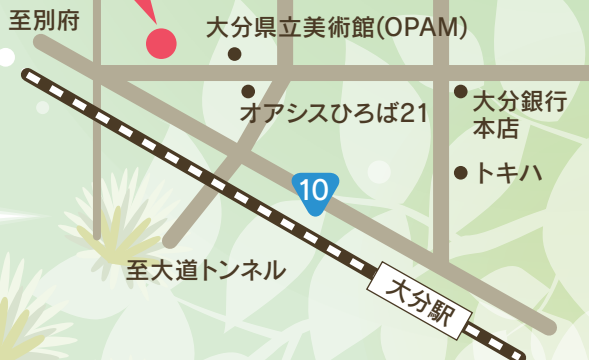 至別府
大分県立美術館(OPAM)
オアシスひろば21
大分銀行
本店
トキハ
10
至大道トンネル
大分駅